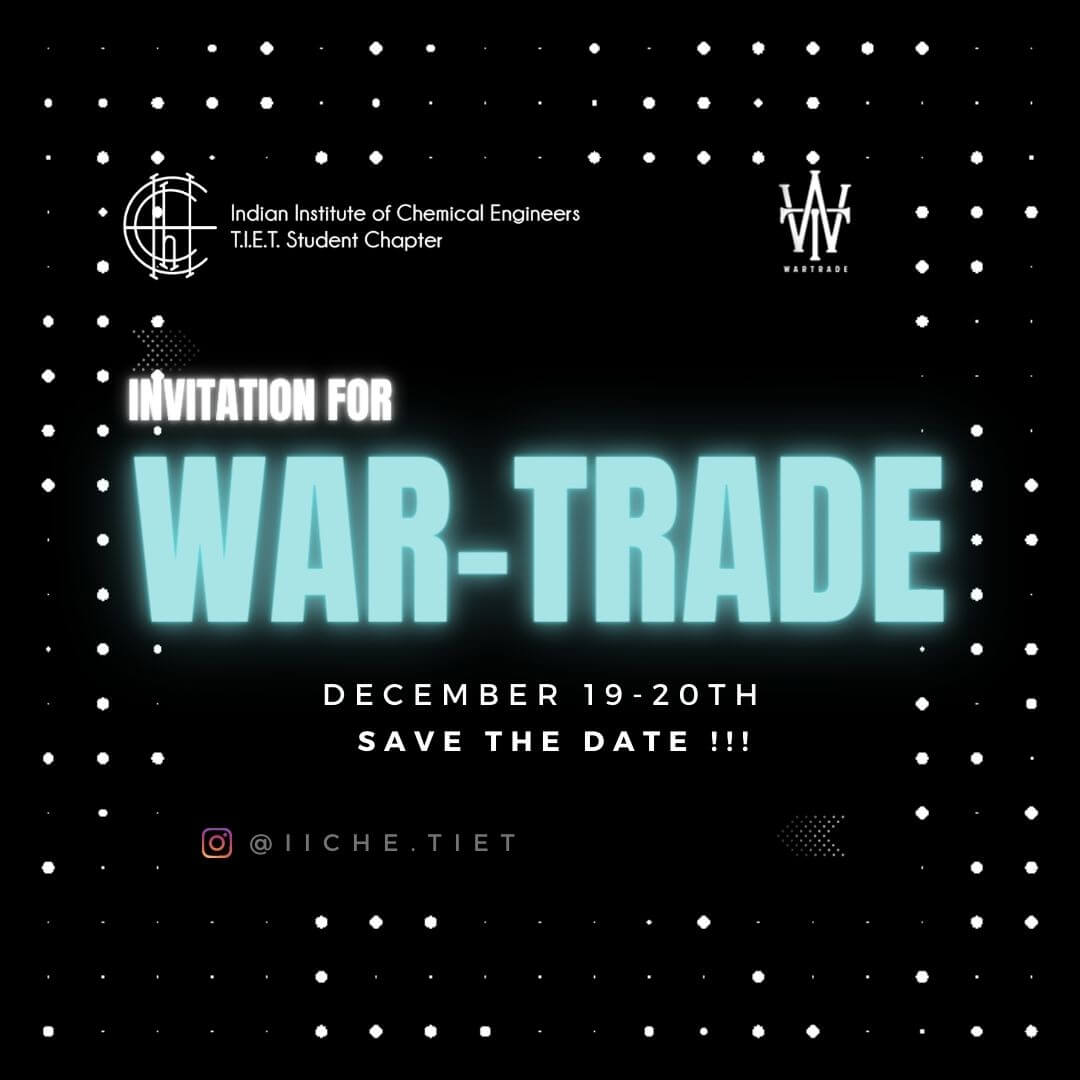 Indian Institute of Chemical Engineers
T.I.E.T. Student Chapter
WARTRADE
INVITATION FOR
WAR-TRADE
DECEMBER 19-20TH
SAVE THE DATE !!!
@IICHE.TIET